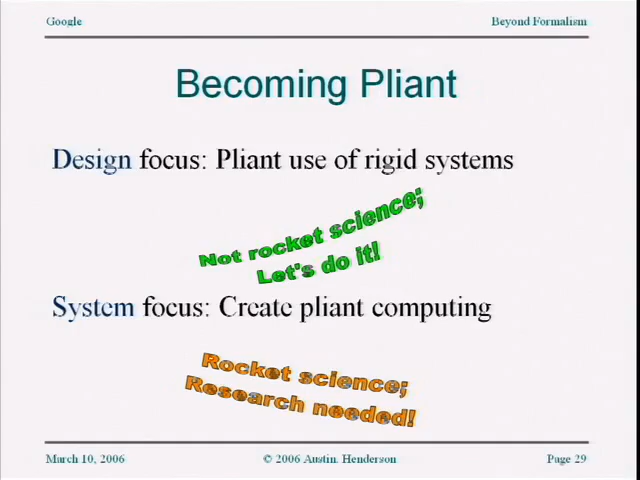 Google Beyond Formalism
Becoming Pliant
Design focus: Pliant use of rigid systems
Not rocket science;
Let's do it!
System focus: Create pliant computing
Rocket science;
Research needed!
March 10, 2006 © 2006 Austin Henderson Page 29